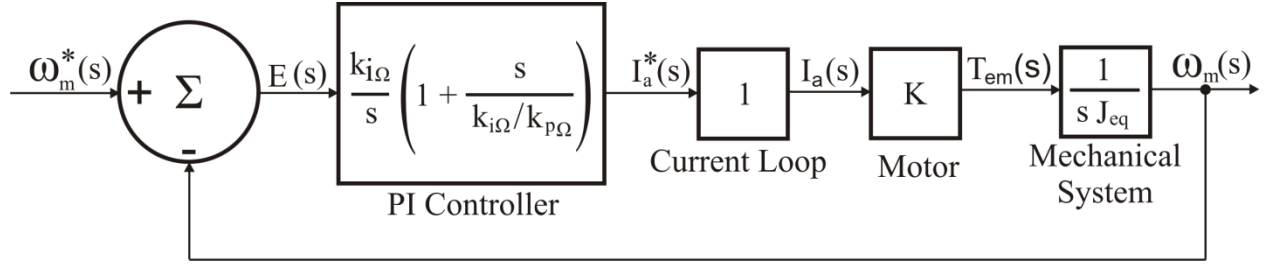 ω*m(s)
+
Σ
-
E(s)
kiΩ/s (1 + s/(kiΩ/kpΩ))
PI Controller
I*a(s)
1
Current Loop
Ia(s)
K
Motor
Tem(s)
1
s Jeq
Mechanical
System
ωm(s)